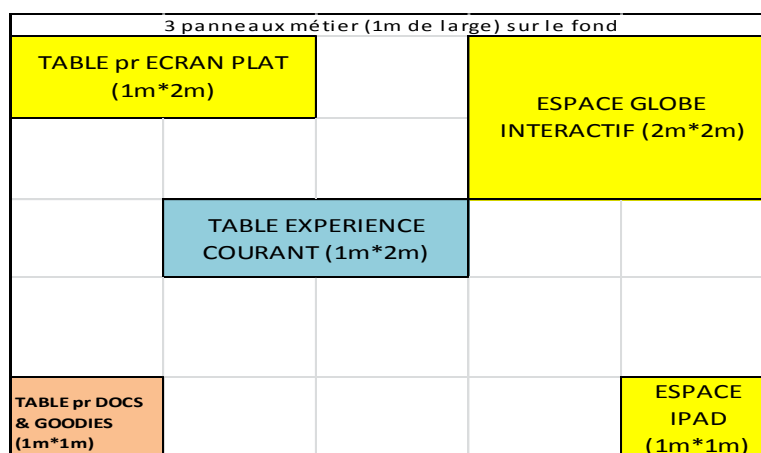 3 panneaux métier (1m de large) sur le fond
TABLE pr ECRAN PLAT
(1m*2m)
ESPACE GLOBE
INTERACTIF (2m*2m)
TABLE EXPERIENCE
COURANT (1m*2m)
TABLE pr DOCS
& GOODIES
(1m*1m)
ESPACE
IPAD
(1m*1m)